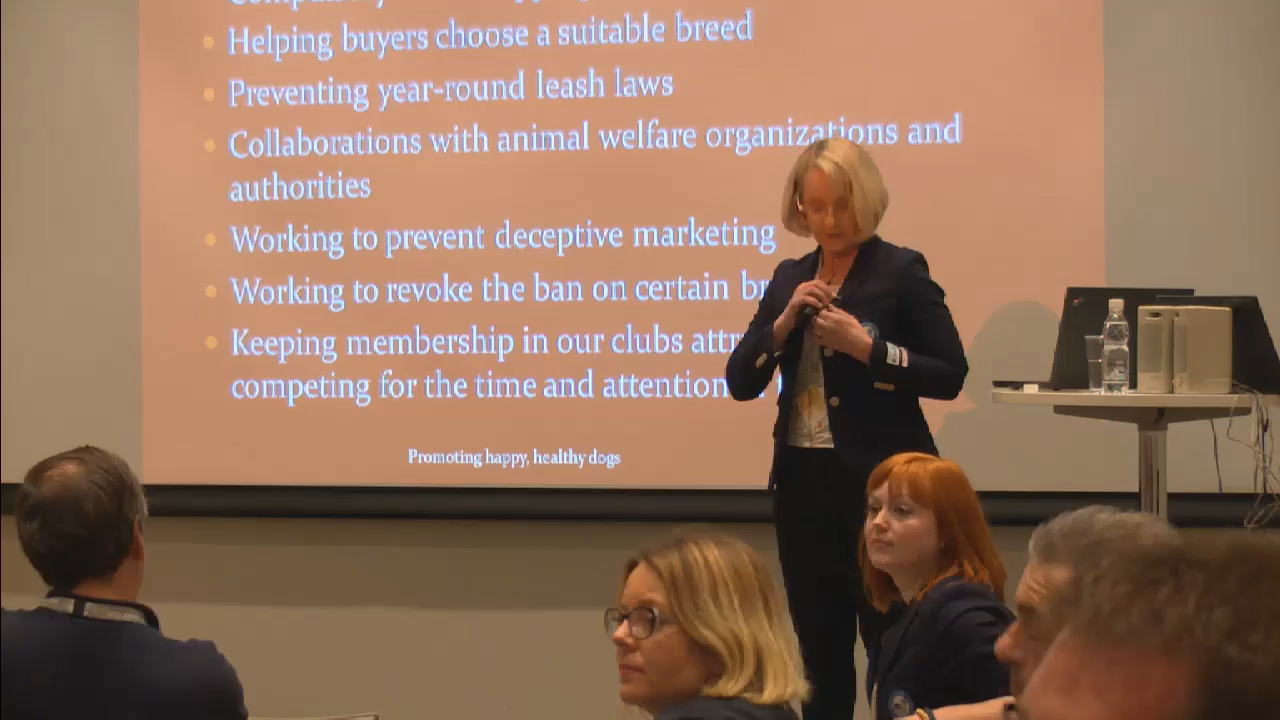 Helping buyers choose a suitable breed
Preventing year-round leash laws
Collaborations with animal welfare organizations and
authorities
Working to prevent deceptive marketing
Working to revoke the ban on certain
Keeping membership in our clubs
competing for the time and attention
Promoting happy, healthy dogs